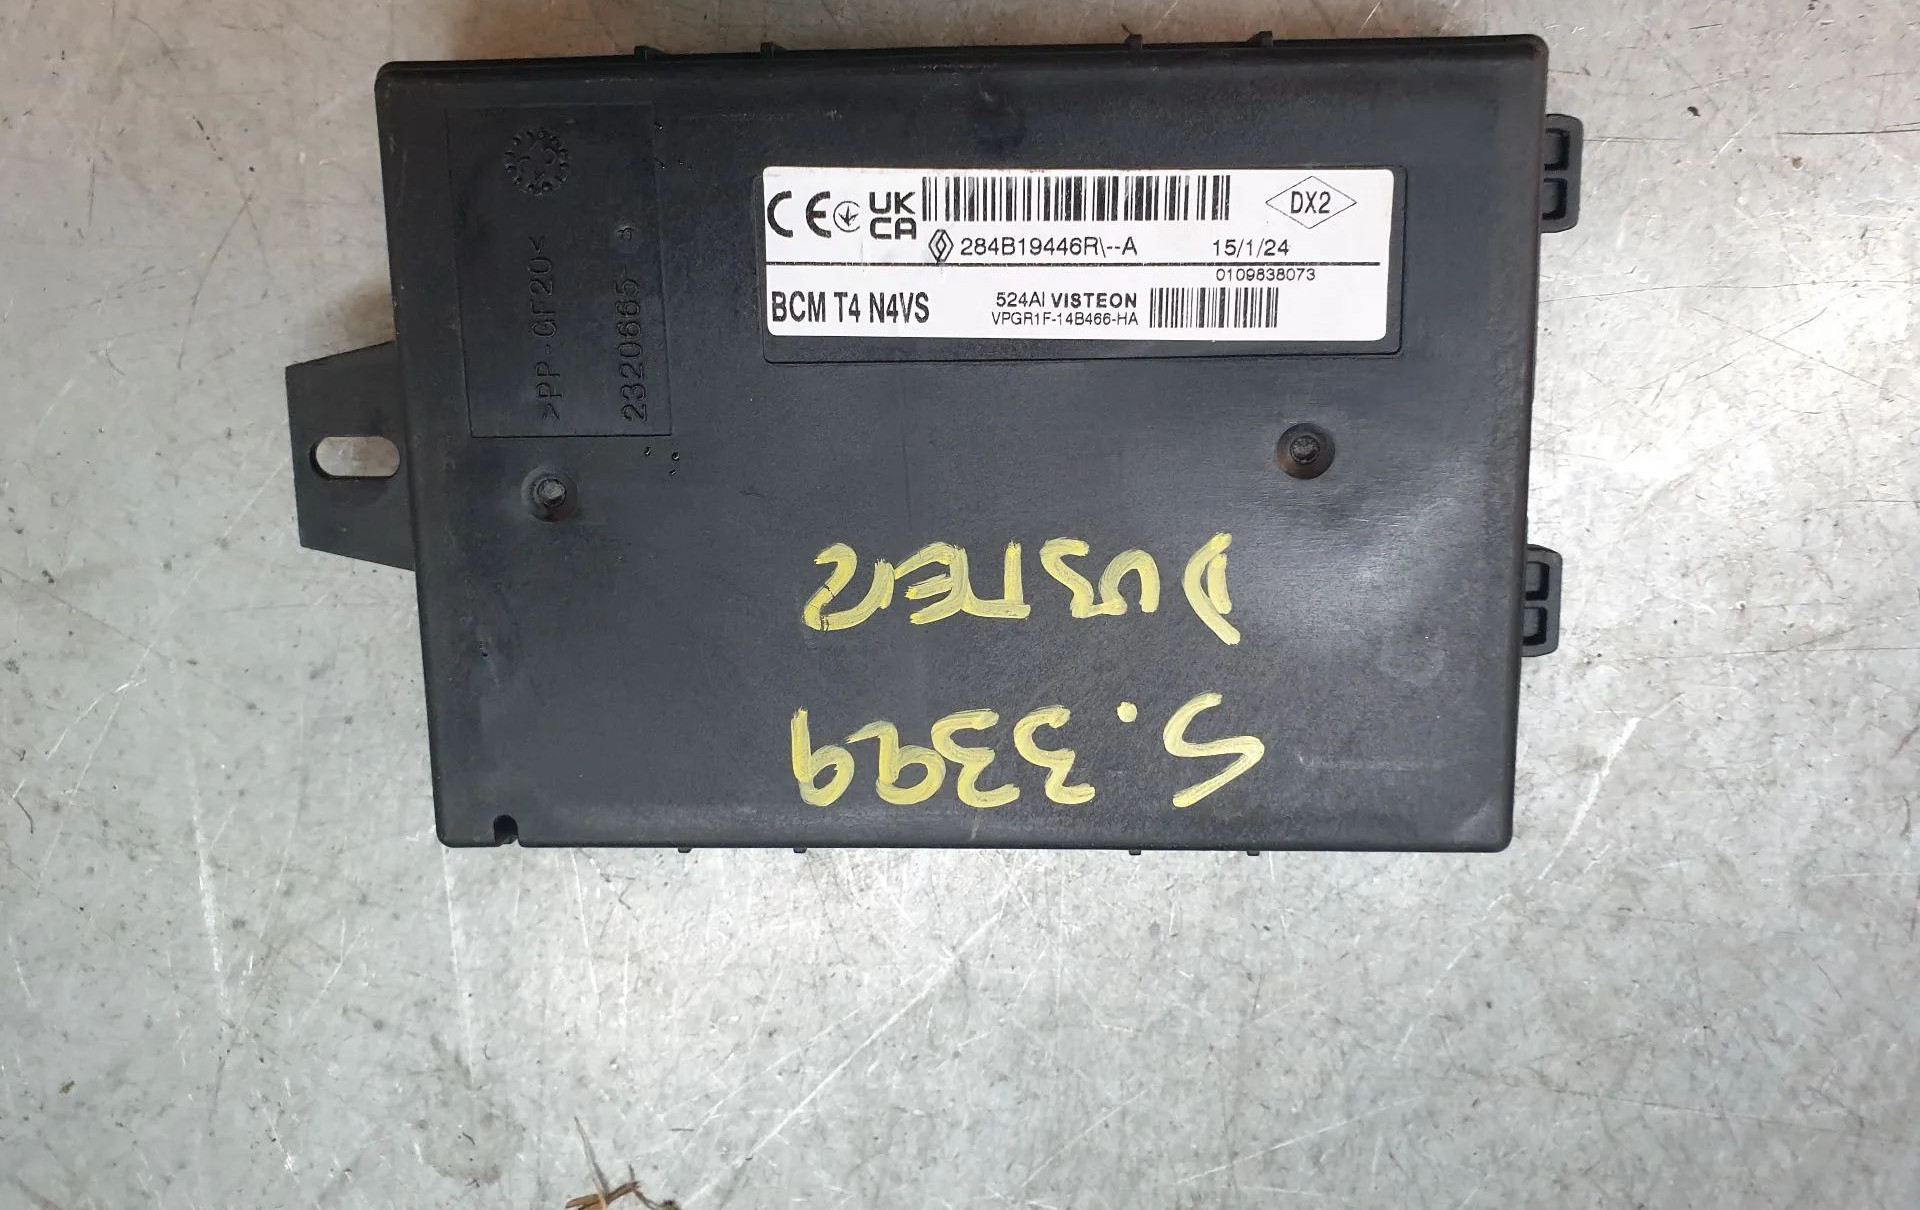 CE UK CA DX2
284B19446R\--A 15/1/24
0109838073
BCM T4 N4VS 524AI VISTEON
VPGR1F-14B466-HA
>PP-GF20<
2320665
DUSTER
S.3399